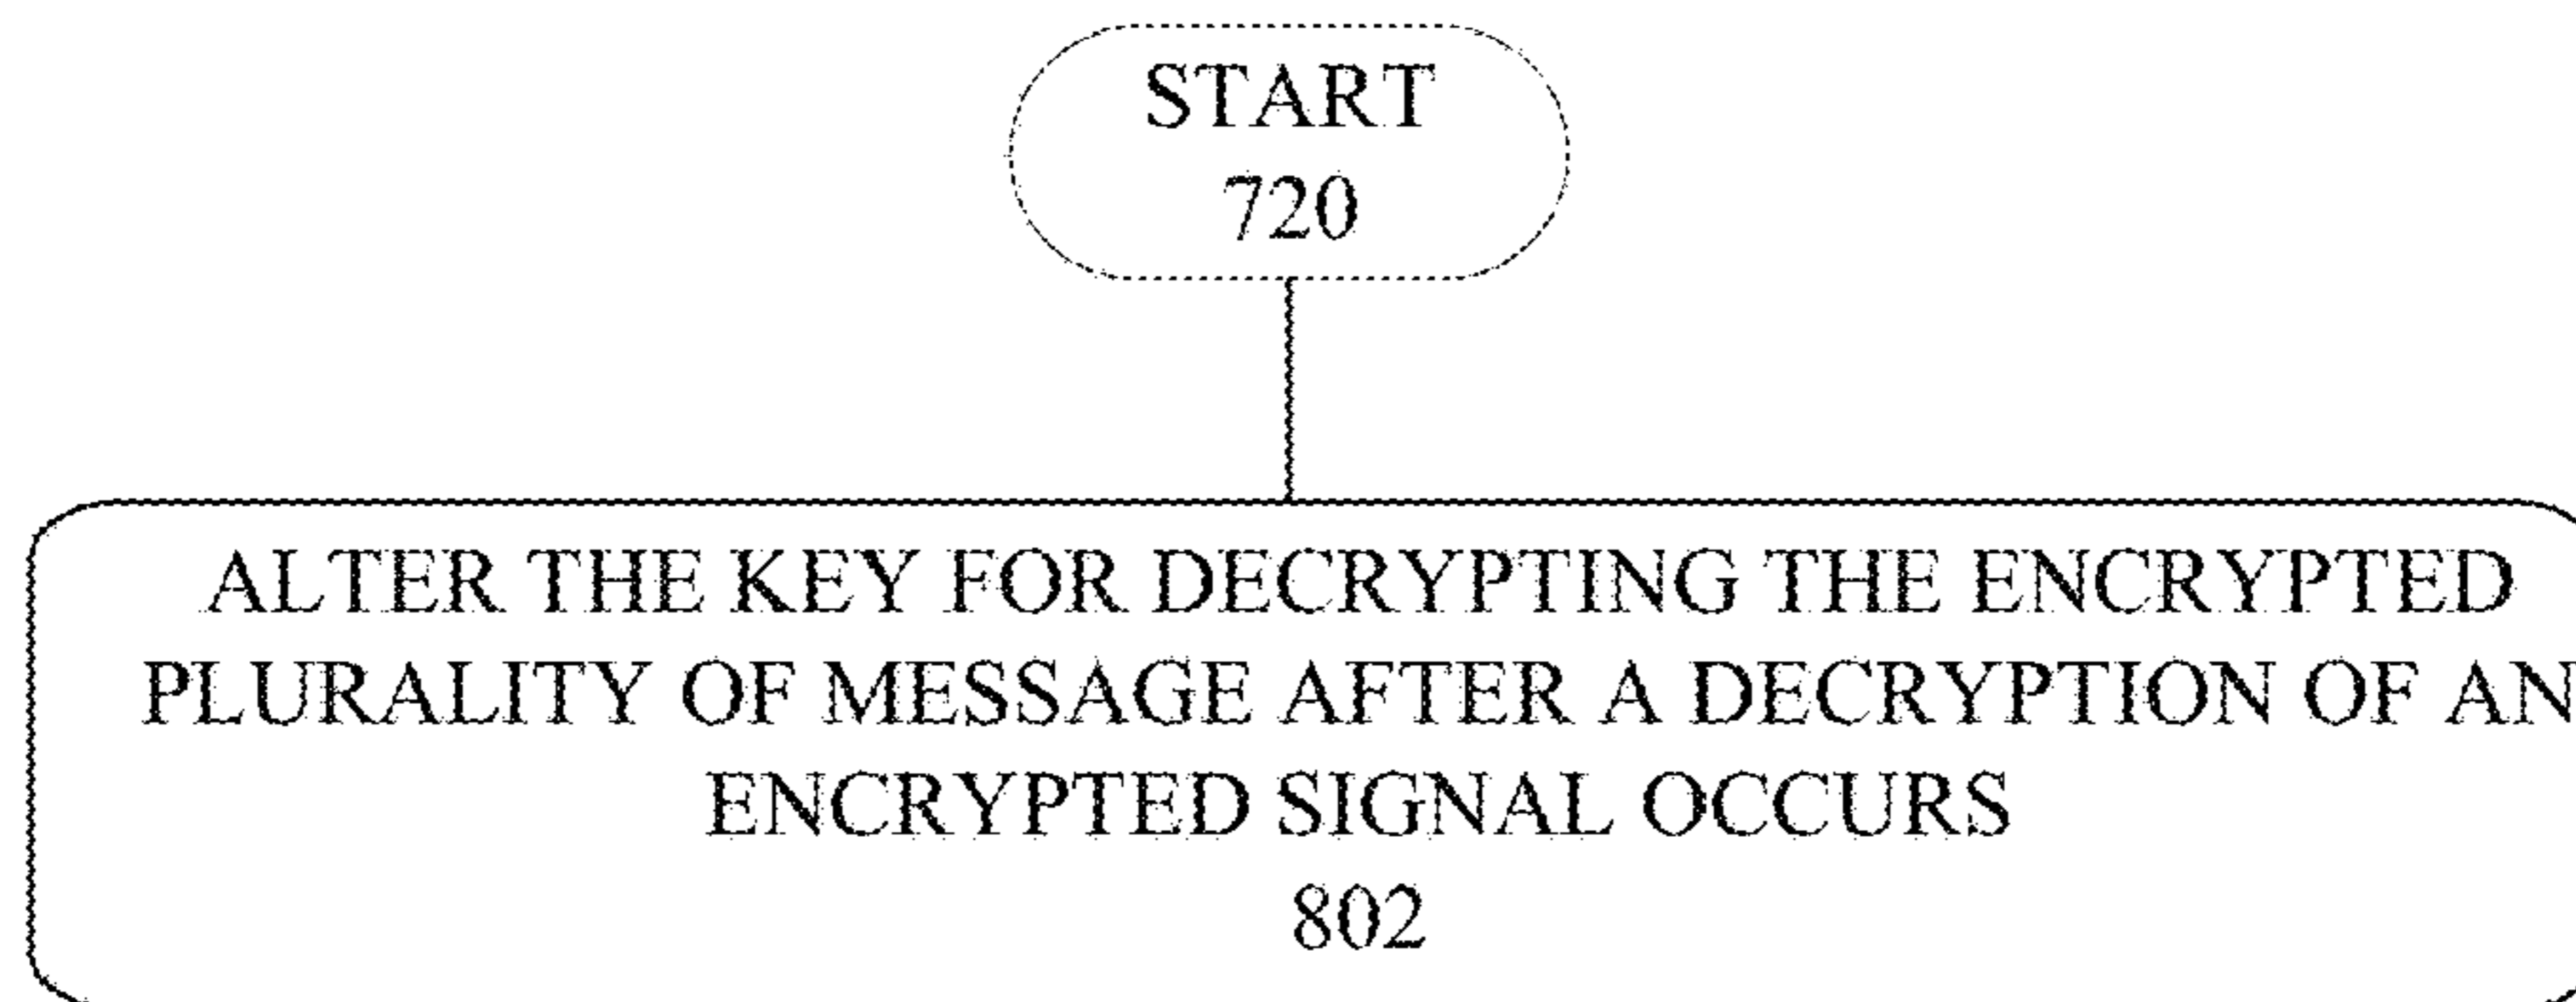 START
720
ALTER THE KEY FOR DECRYPTING THE ENCRYPTED
PLURALITY OF MESSAGE AFTER A DECRYPTION OF AN
ENCRYPTED SIGNAL OCCURS
802